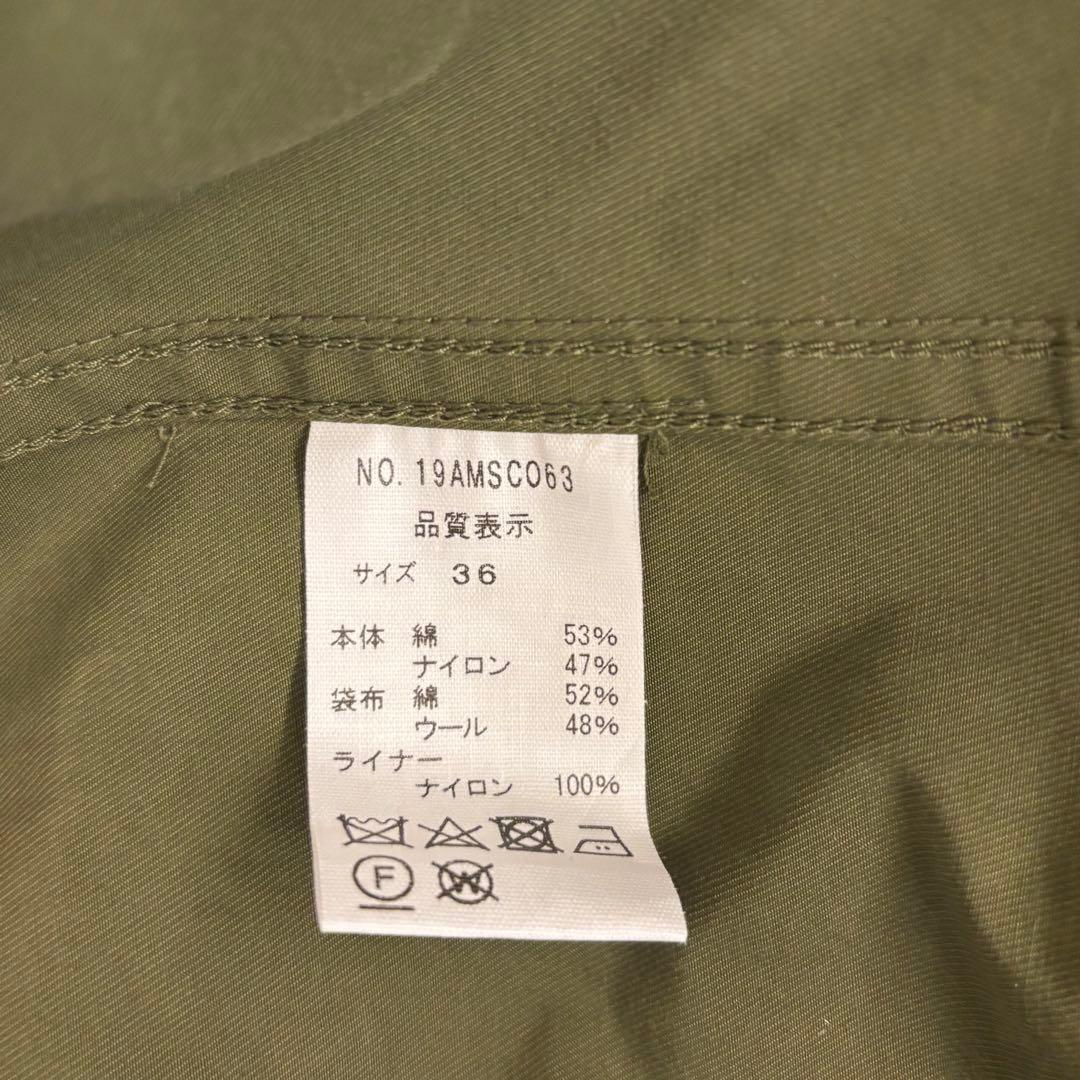 NO. 19AMSCO63
品質表示
サイズ 36
本体 綿 53%
ナイロン 47%
袋布 綿 52%
ウール 48%
ライナー
ナイロン 100%
F W